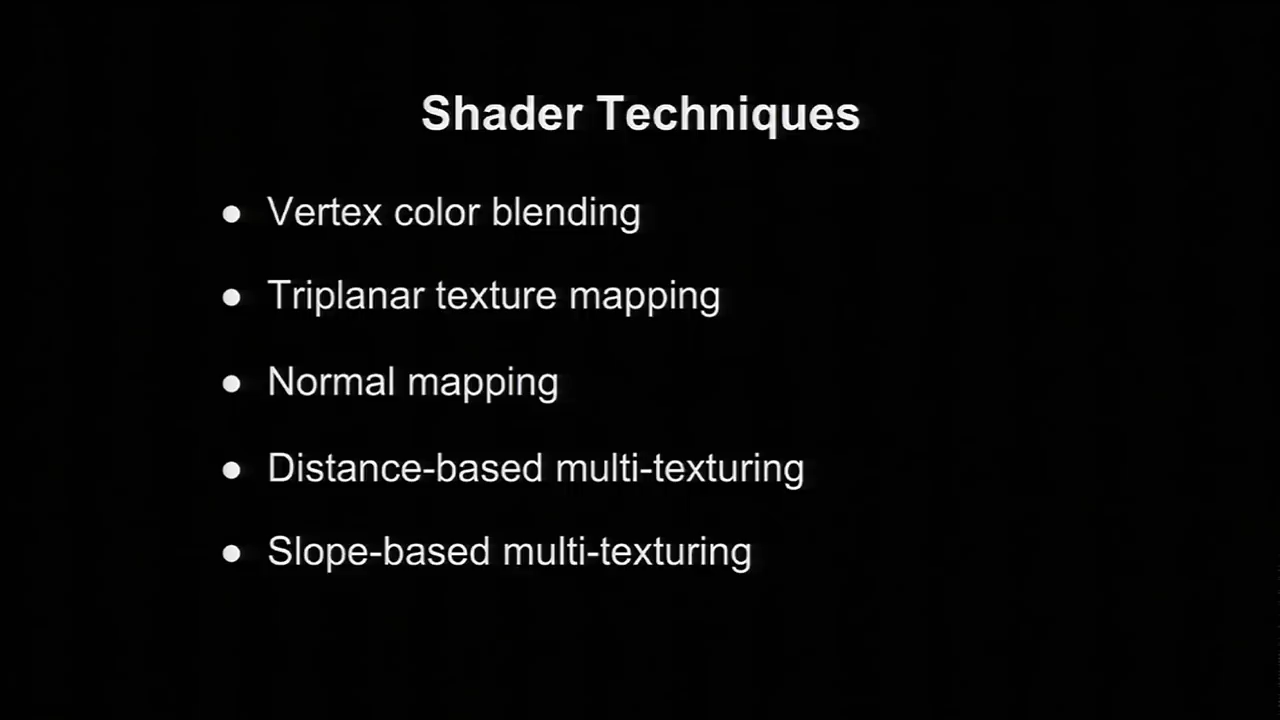 Shader Techniques
● Vertex color blending
● Triplanar texture mapping
● Normal mapping
● Distance-based multi-texturing
● Slope-based multi-texturing